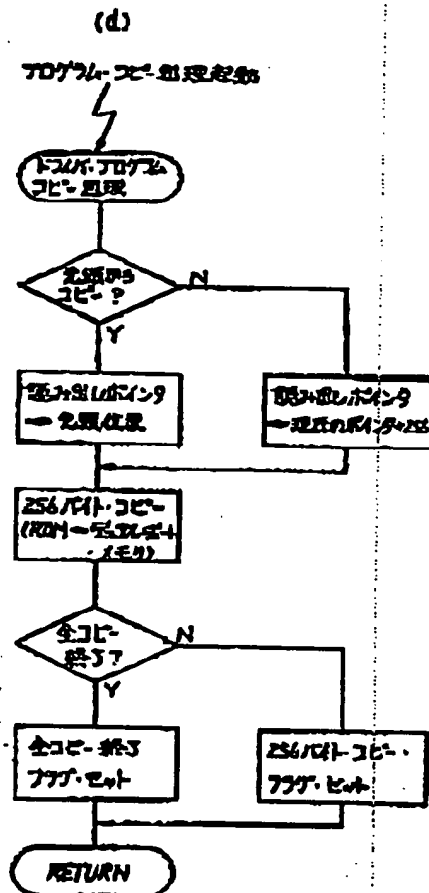 (d)
プログラム・コピー処理起動
ドライバ・プログラム
コピー処理
先頭から
コピー?
N
Y
読み出しポインタ
← 先頭位置
読み出しポインタ
← 現在のポインタ+256
256バイト・コピー
(ROM ← デュアルポート
・メモリ)
全コピー
終了?
N
Y
全コピー終了
フラグ・セット
256バイト・コピー・
フラグ・セット
RETURN